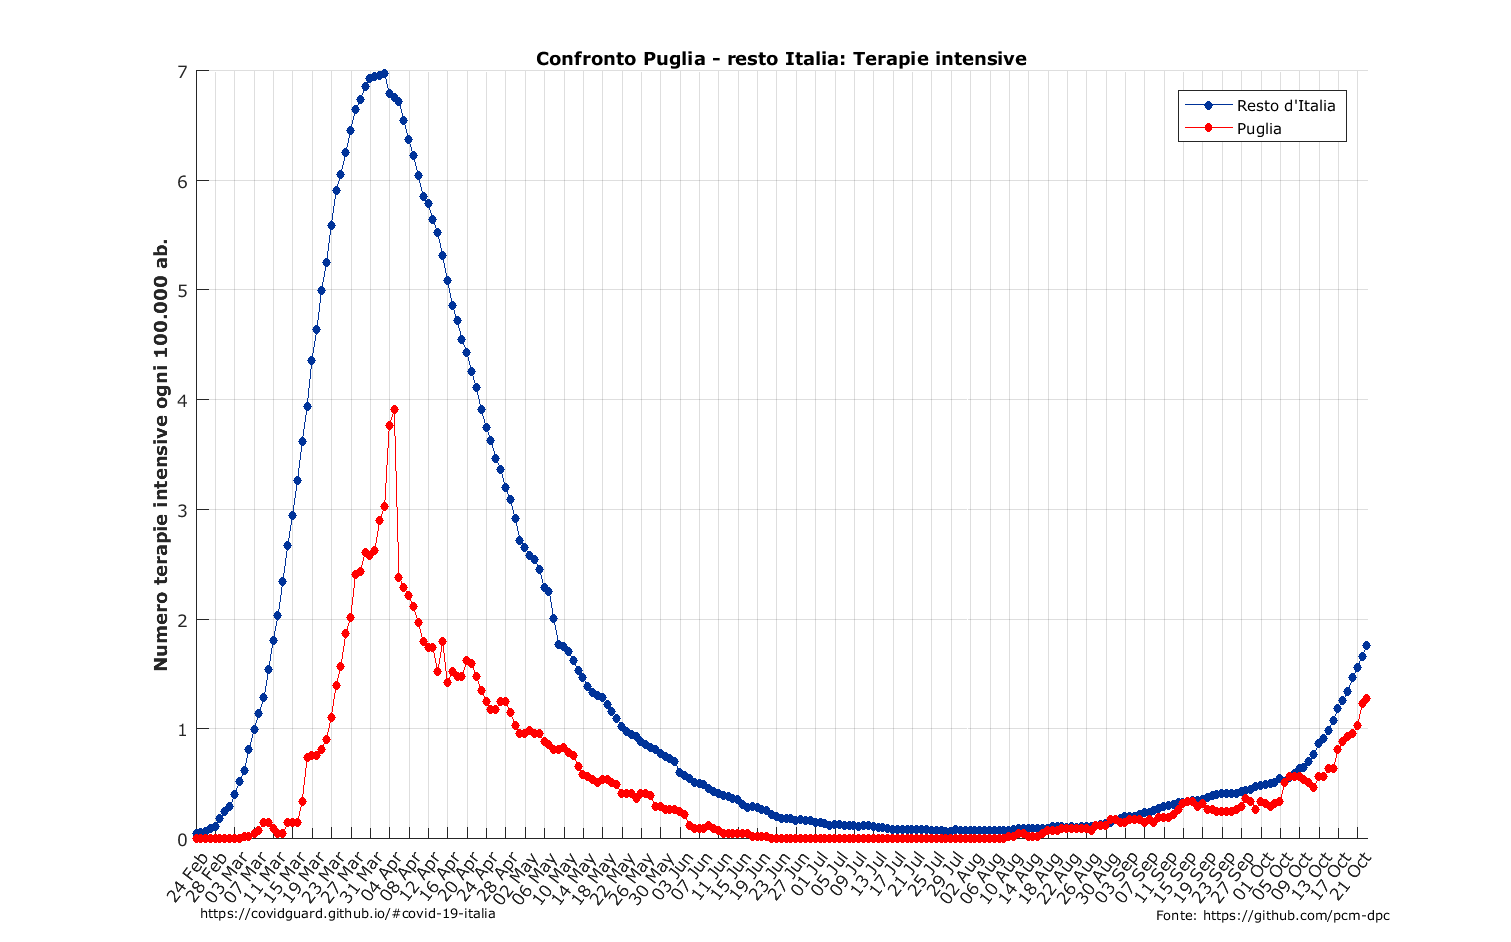 Confronto Puglia - resto Italia: Terapie intensive
Resto d'Italia
Puglia
Numero terapie intensive ogni 100.000 ab.
7
6
5
4
3
2
1
0
24 Feb
28 Feb
03 Mar
07 Mar
11 Mar
15 Mar
19 Mar
23 Mar
27 Mar
31 Mar
04 Apr
08 Apr
12 Apr
16 Apr
20 Apr
24 Apr
28 Apr
02 May
06 May
10 May
14 May
18 May
22 May
26 May
30 May
03 Jun
07 Jun
11 Jun
15 Jun
19 Jun
23 Jun
27 Jun
01 Jul
05 Jul
09 Jul
13 Jul
17 Jul
21 Jul
25 Jul
29 Jul
02 Aug
06 Aug
10 Aug
14 Aug
18 Aug
22 Aug
26 Aug
30 Aug
03 Sep
07 Sep
11 Sep
15 Sep
19 Sep
23 Sep
27 Sep
01 Oct
05 Oct
09 Oct
13 Oct
17 Oct
21 Oct
https://covidguard.github.io/#covid-19-italia
Fonte: https://github.com/pcm-dpc